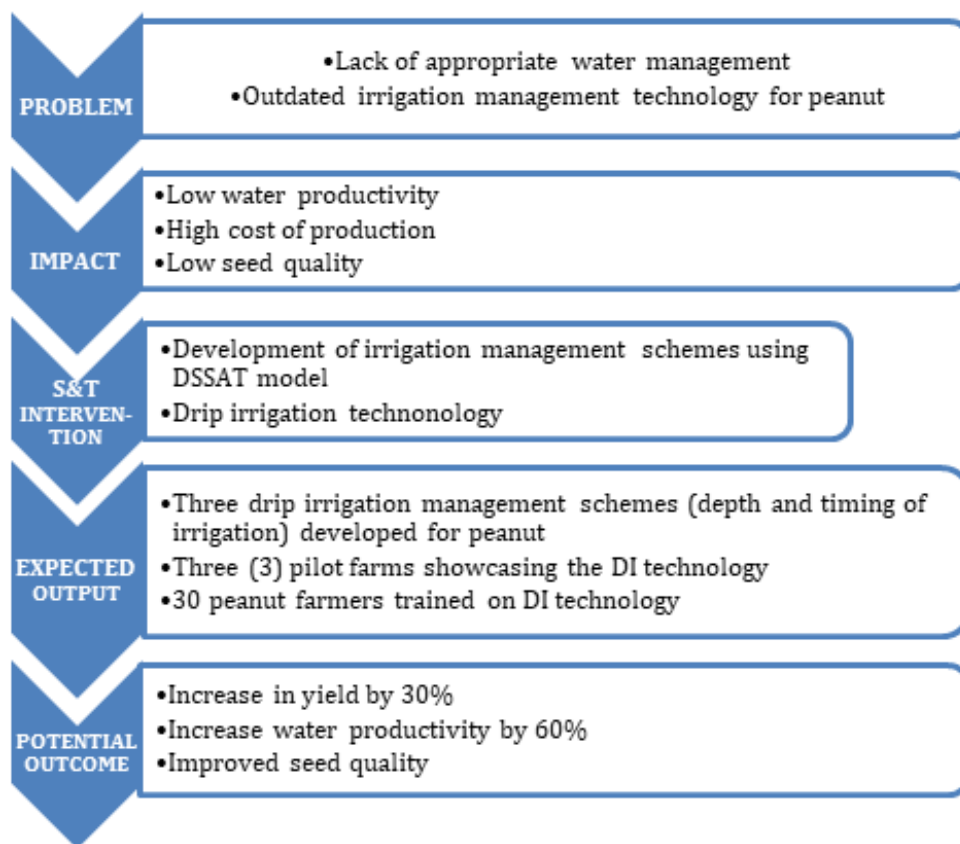 PROBLEM
•Lack of appropriate water management
•Outdated irrigation management technology for peanut
IMPACT
•Low water productivity
•High cost of production
•Low seed quality
S&T
INTERVEN-
TION
•Development of irrigation management schemes using
DSSAT model
•Drip irrigation technonology
EXPECTED
OUTPUT
•Three drip irrigation management schemes (depth and timing of
irrigation) developed for peanut
•Three (3) pilot farms showcasing the DI technology
•30 peanut farmers trained on DI technology
POTENTIAL
OUTCOME
•Increase in yield by 30%
•Increase water productivity by 60%
•Improved seed quality